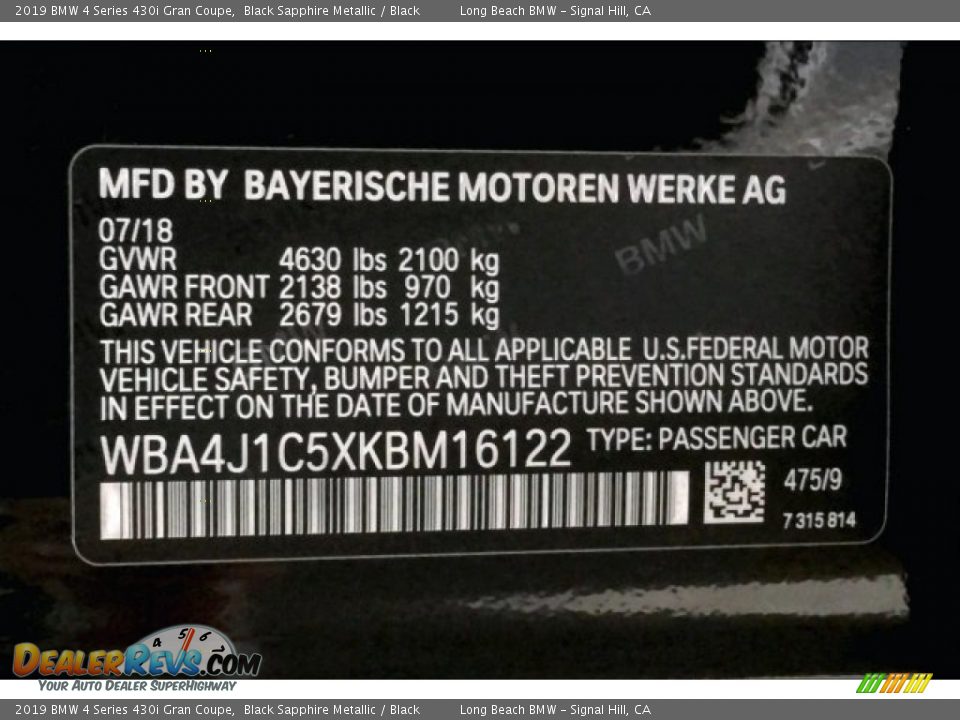 2019 BMW 4 Series 430i Gran Coupe, Black Sapphire Metallic / Black Long Beach BMW - Signal Hill, CA
MFD BY BAYERISCHE MOTOREN WERKE AG
07/18
GVWR 4630 lbs 2100 kg
GAWR FRONT 2138 lbs 970 kg
GAWR REAR 2679 lbs 1215 kg
BMW
THIS VEHICLE CONFORMS TO ALL APPLICABLE U.S.FEDERAL MOTOR
VEHICLE SAFETY, BUMPER AND THEFT PREVENTION STANDARDS
IN EFFECT ON THE DATE OF MANUFACTURE SHOWN ABOVE.
WBA4J1C5XKBM16122 TYPE: PASSENGER CAR
475/9
7 315 814
4 5 6
DEALERREVS.COM
YOUR AUTO DEALER SUPERHIGHWAY
2019 BMW 4 Series 430i Gran Coupe, Black Sapphire Metallic / Black Long Beach BMW - Signal Hill, CA